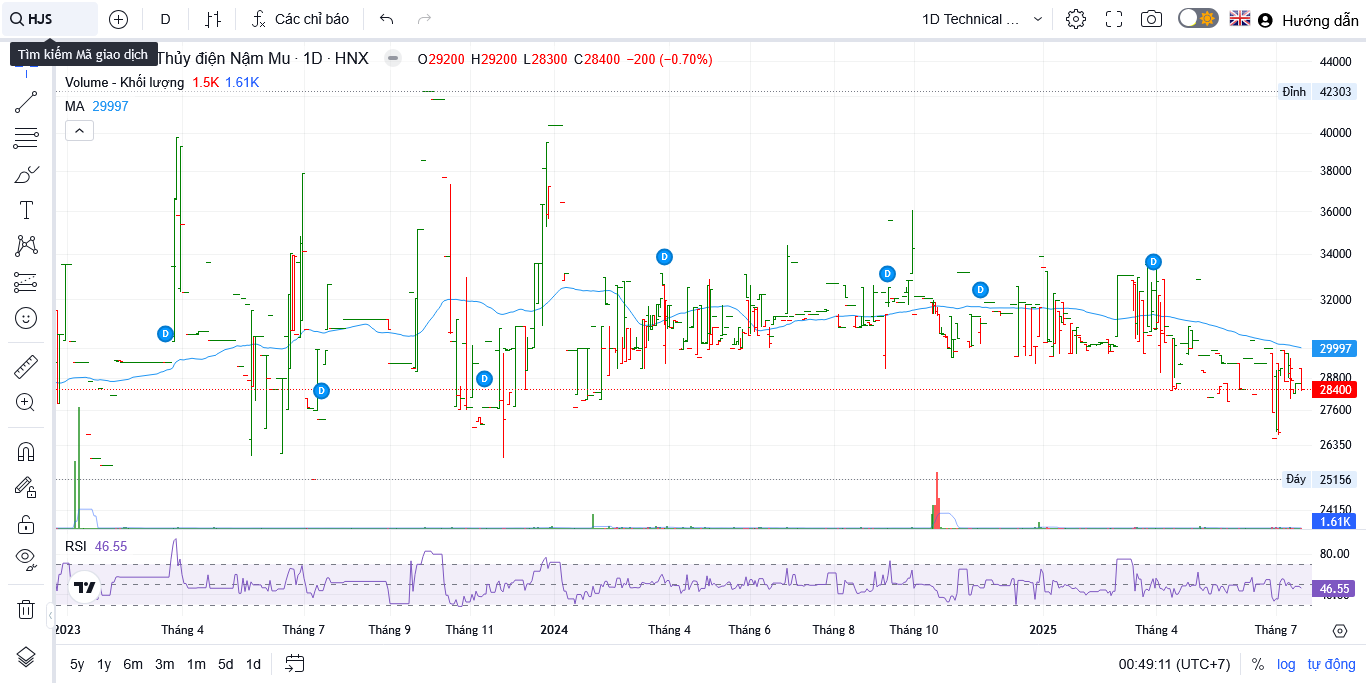 HJS
D
Các chỉ báo
1D Technical ...
Hướng dẫn
Tìm kiếm Mã giao dịch
Thủy điện Nậm Mu · 1D · HNX
O29200 H29200 L28300 C28400 −200 (−0.70%)
Volume - Khối lượng 1.5K 1.61K
MA 29997
44000
Đỉnh 42303
40000
38000
36000
34000
32000
29997
28800
28400
27600
26350
Đáy 25156
24150
1.61K
D
D
D
D
D
D
D
RSI 46.55
80.00
46.55
2023
Tháng 4
Tháng 7
Tháng 9
Tháng 11
2024
Tháng 4
Tháng 6
Tháng 8
Tháng 10
2025
Tháng 4
Tháng 7
5y 1y 6m 3m 1m 5d 1d
00:49:11 (UTC+7)
% log tự động